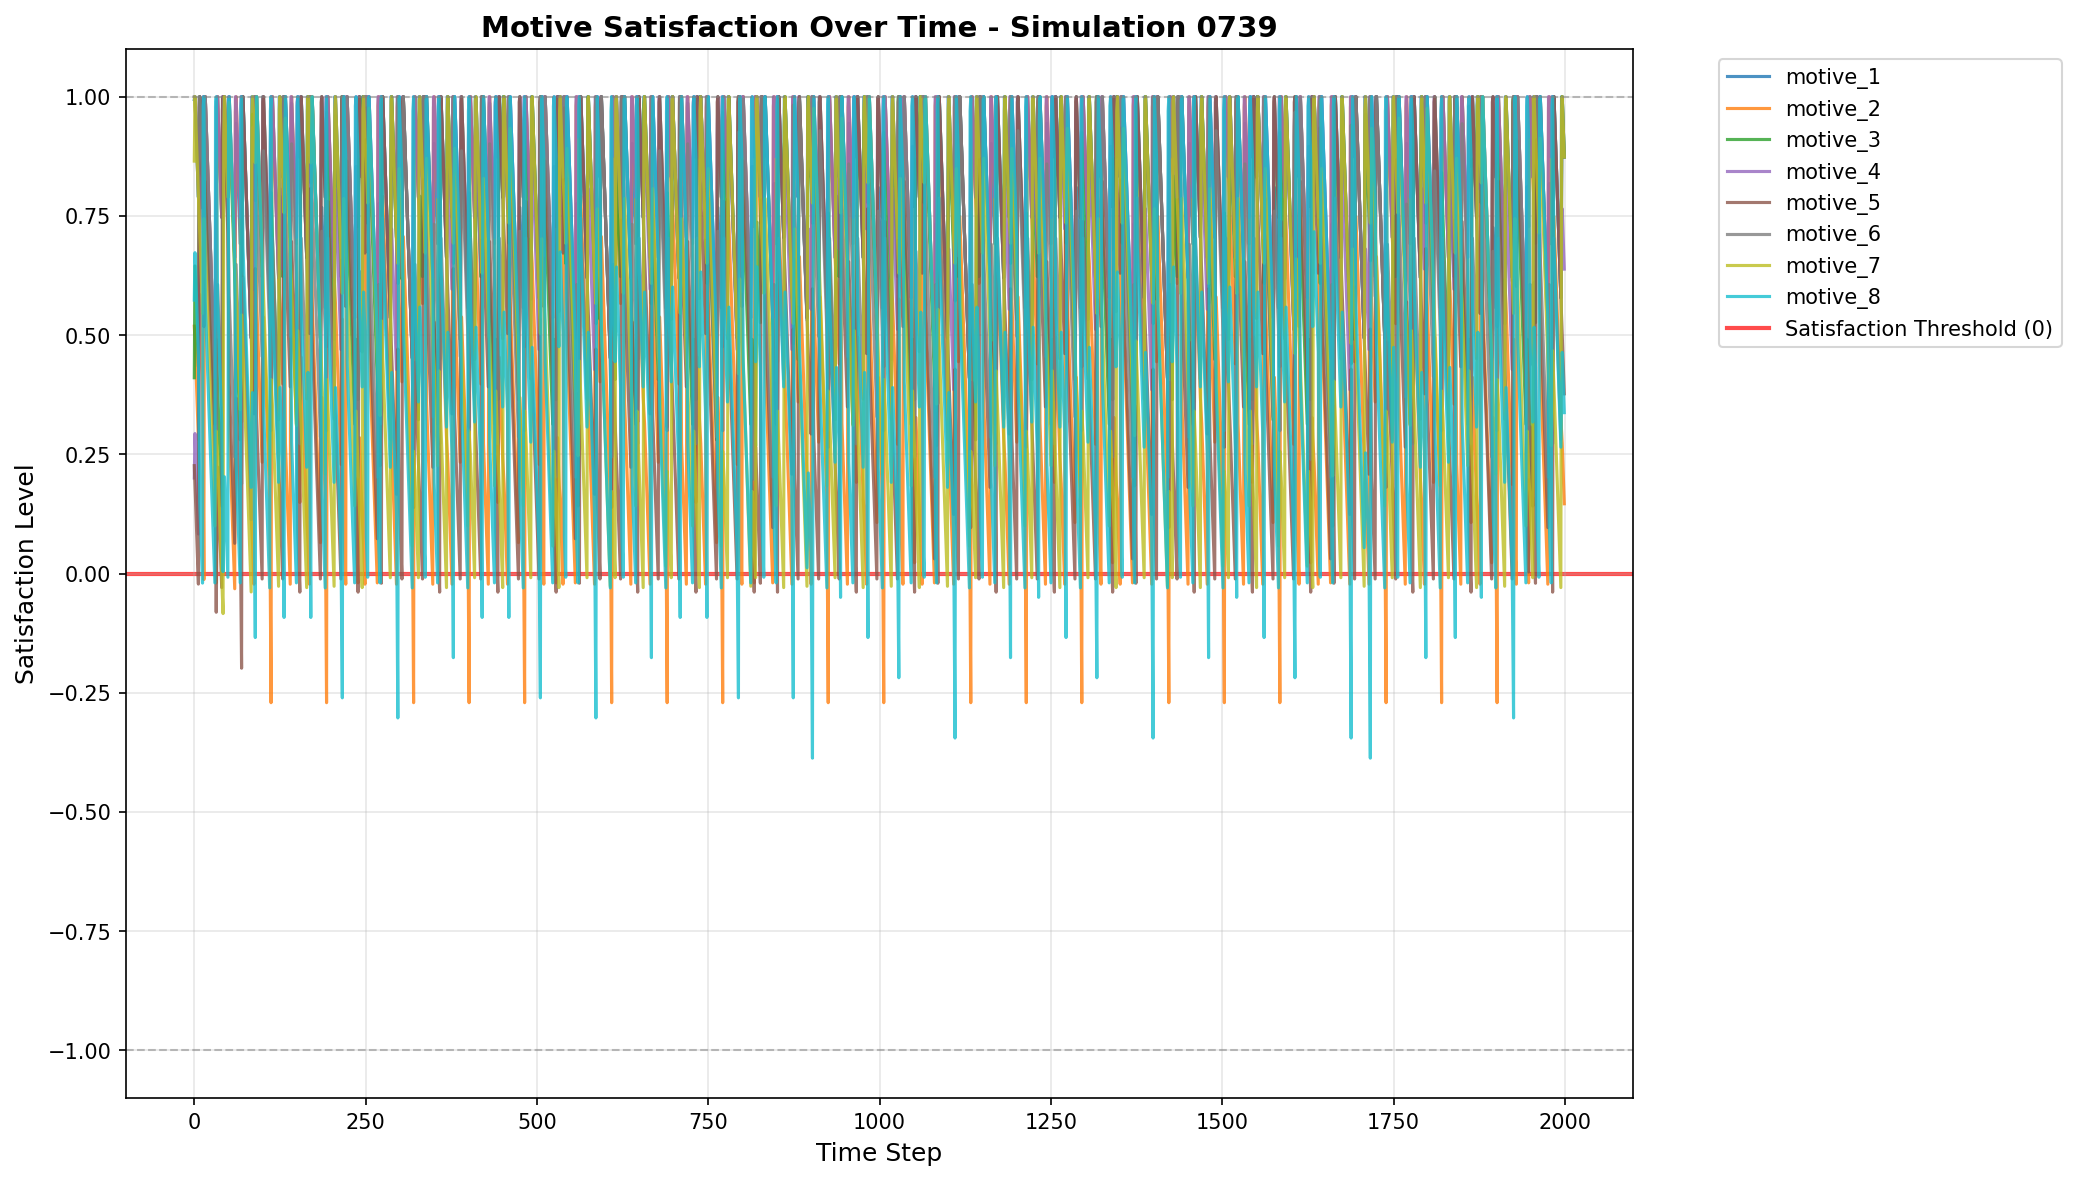 Motive Satisfaction Over Time - Simulation 0739
Satisfaction Level
1.00
0.75
0.50
0.25
0.00
−0.25
−0.50
−0.75
−1.00
0 250 500 750 1000 1250 1500 1750 2000
Time Step
motive_1
motive_2
motive_3
motive_4
motive_5
motive_6
motive_7
motive_8
Satisfaction Threshold (0)